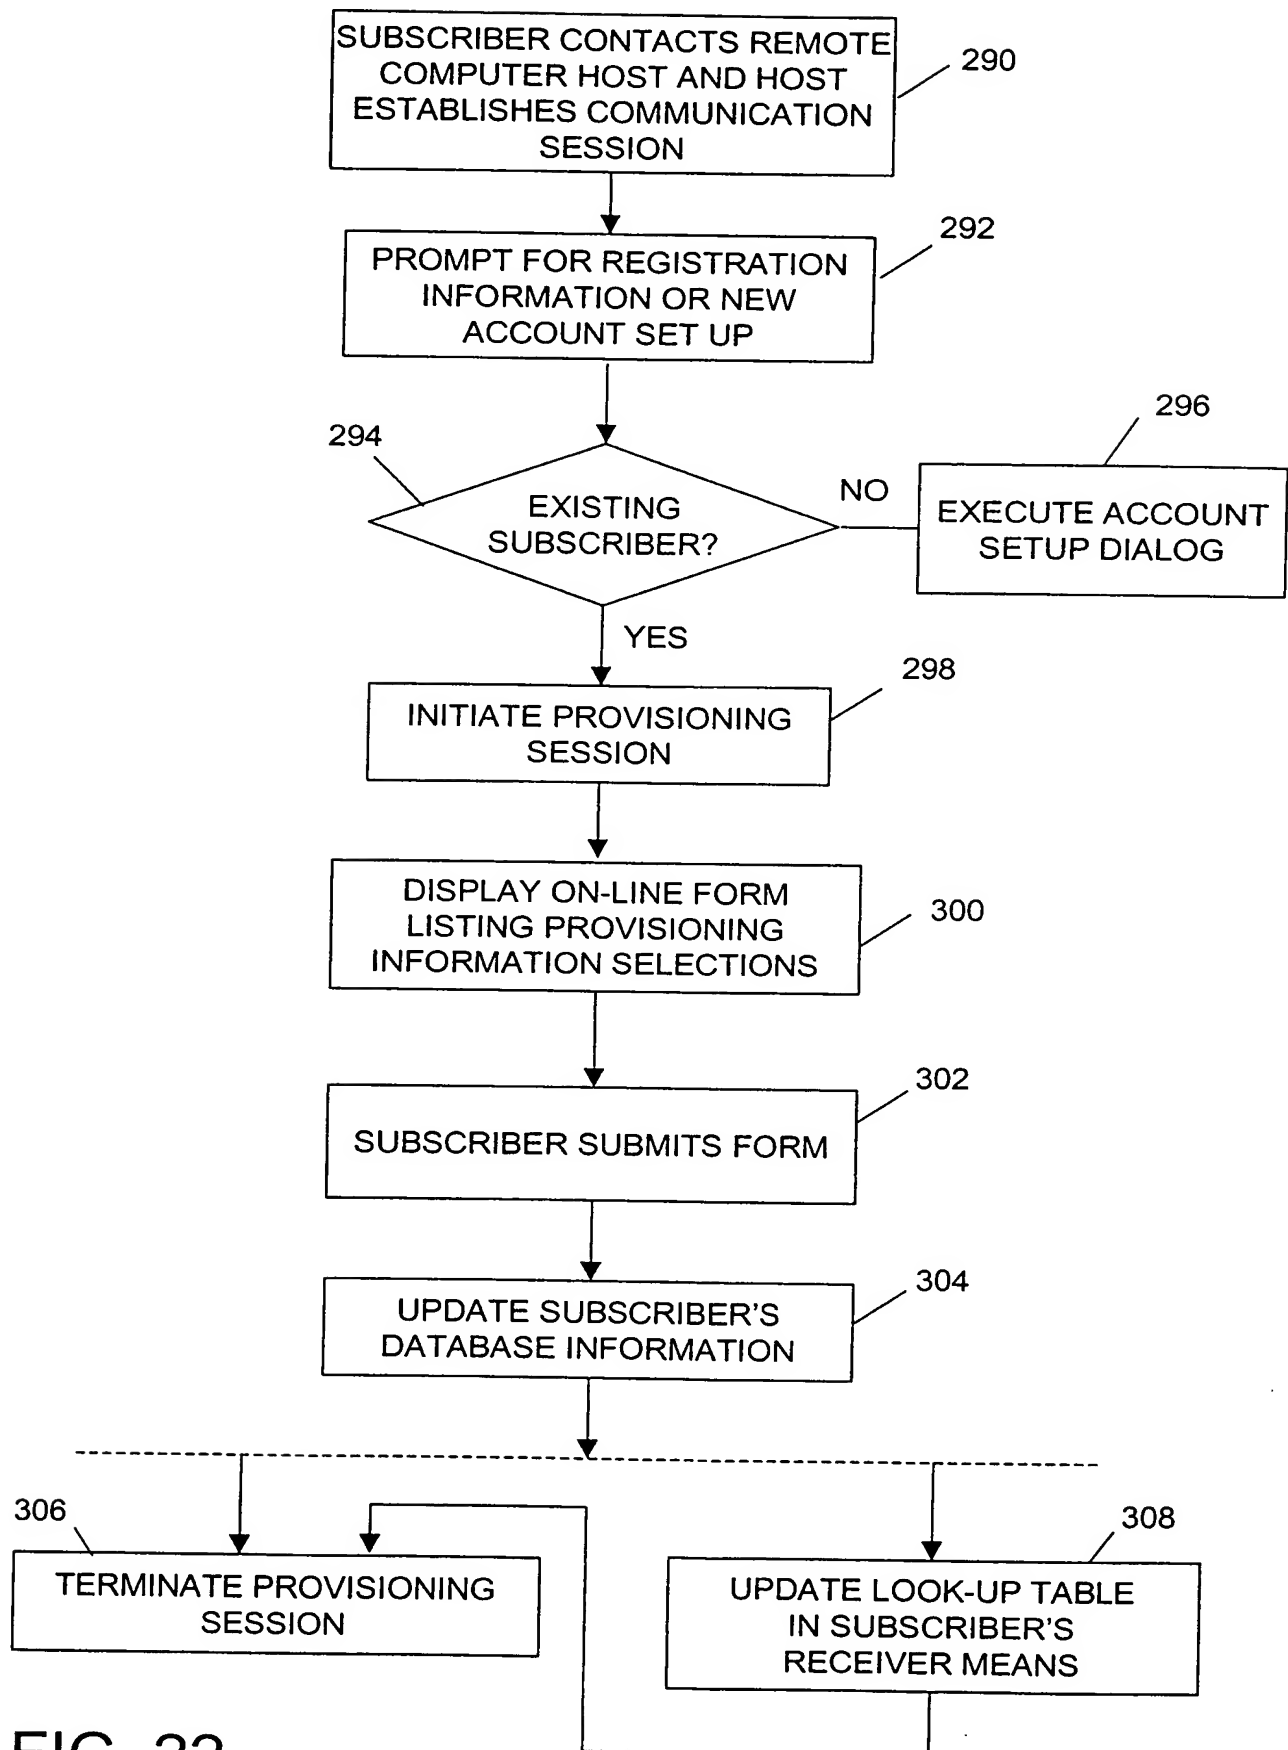 SUBSCRIBER CONTACTS REMOTE
COMPUTER HOST AND HOST
ESTABLISHES COMMUNICATION
SESSION
290
PROMPT FOR REGISTRATION
INFORMATION OR NEW
ACCOUNT SET UP
292
294
EXISTING
SUBSCRIBER?
NO
296
EXECUTE ACCOUNT
SETUP DIALOG
YES
298
INITIATE PROVISIONING
SESSION
DISPLAY ON-LINE FORM
LISTING PROVISIONING
INFORMATION SELECTIONS
300
302
SUBSCRIBER SUBMITS FORM
304
UPDATE SUBSCRIBER'S
DATABASE INFORMATION
306
TERMINATE PROVISIONING
SESSION
308
UPDATE LOOK-UP TABLE
IN SUBSCRIBER'S
RECEIVER MEANS
FIG.